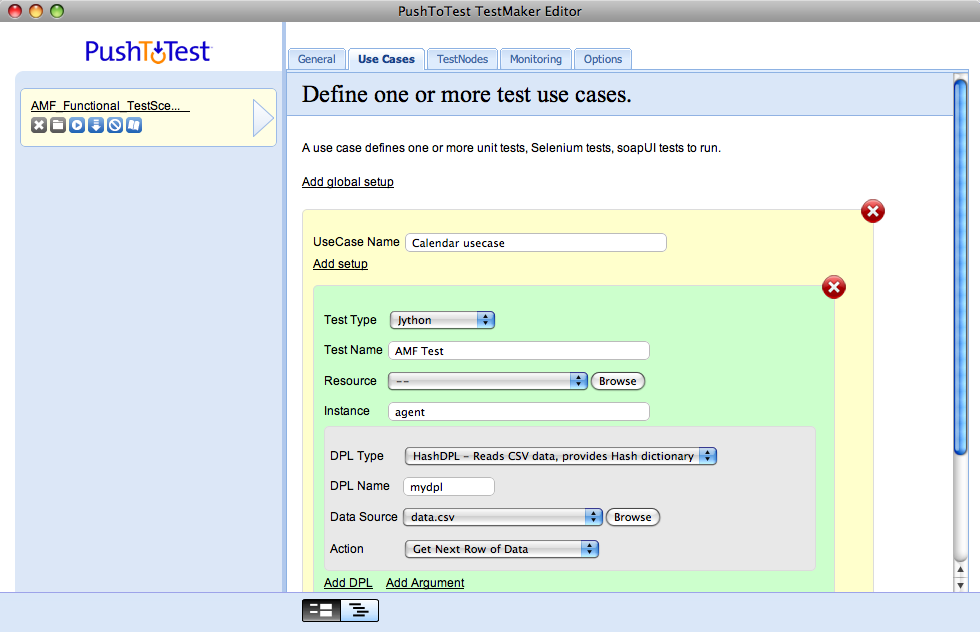 PushToTest TestMaker Editor
PushToTest
General
Use Cases
TestNodes
Monitoring
Options
AMF_Functional_TestSce...
Define one or more test use cases.
A use case defines one or more unit tests, Selenium tests, soapUI tests to run.
Add global setup
UseCase Name Calendar usecase
Add setup
Test Type Jython
Test Name AMF Test
Resource -- Browse
Instance agent
DPL Type HashDPL - Reads CSV data, provides Hash dictionary
DPL Name mydpl
Data Source data.csv Browse
Action Get Next Row of Data
Add DPL Add Argument